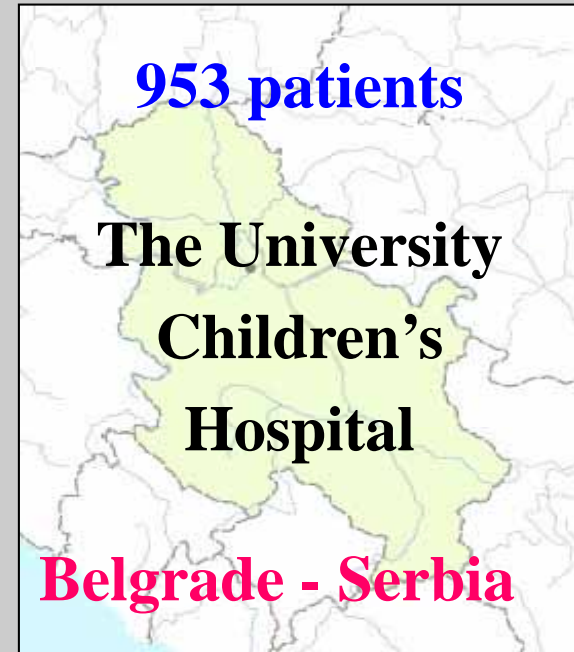 953 patients
The University
Children's
Hospital
Belgrade - Serbia